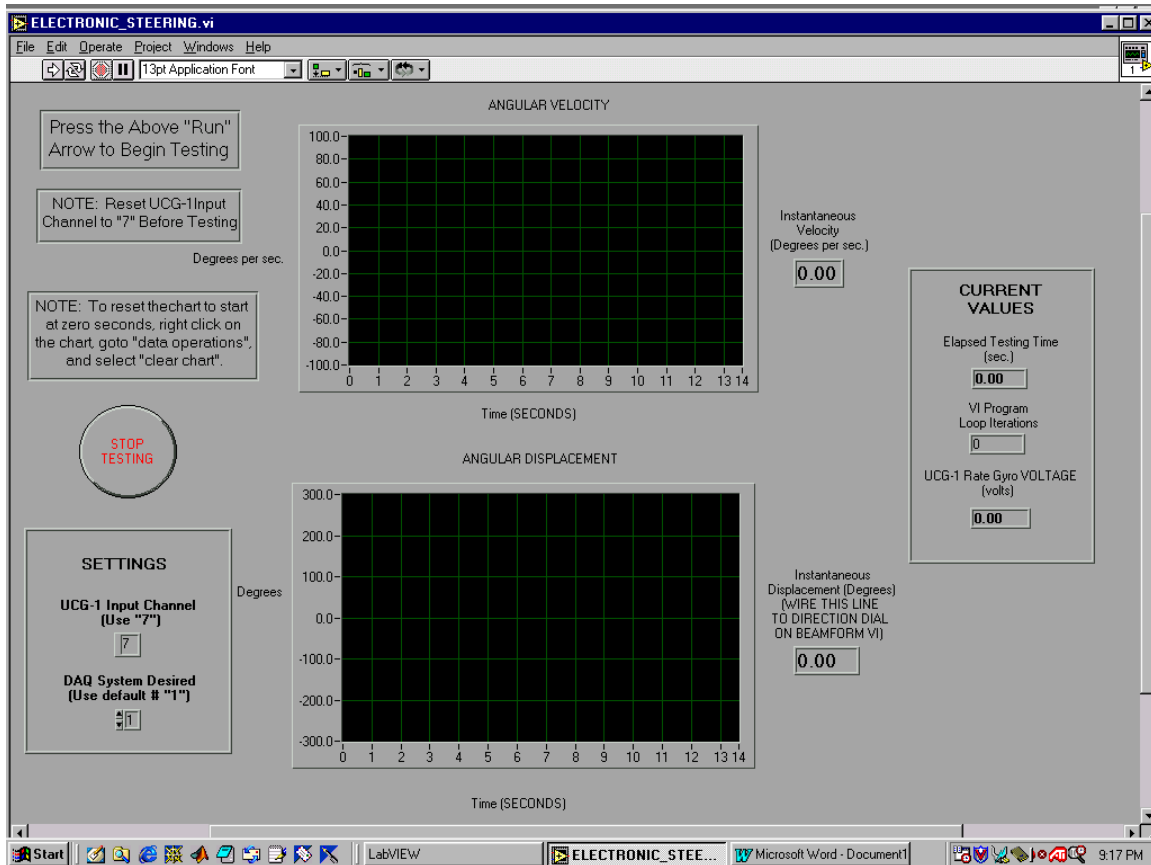 ELECTRONIC_STEERING.vi
File Edit Operate Project Windows Help
13pt Application Font
1
Press the Above "Run"
Arrow to Begin Testing
NOTE: Reset UCG-1Input
Channel to "7" Before Testing
NOTE: To reset thechart to start
at zero seconds, right click on
the chart, goto "data operations",
and select "clear chart".
STOP
TESTING
SETTINGS
UCG-1 Input Channel
(Use "7")
7
DAQ System Desired
(Use default # "1")
1
ANGULAR VELOCITY
Degrees per sec.
100.0
80.0
60.0
40.0
20.0
0.0
-20.0
-40.0
-60.0
-80.0
-100.0
0 1 2 3 4 5 6 7 8 9 10 11 12 13 14
Time (SECONDS)
Instantaneous
Velocity
(Degrees per sec.)
0.00
ANGULAR DISPLACEMENT
Degrees
300.0
200.0
100.0
0.0
-100.0
-200.0
-300.0
0 1 2 3 4 5 6 7 8 9 10 11 12 13 14
Time (SECONDS)
Instantaneous
Displacement (Degrees)
(WIRE THIS LINE
TO DIRECTION DIAL
ON BEAMFORM VI)
0.00
CURRENT
VALUES
Elapsed Testing Time
(sec.)
0.00
VI Program
Loop Iterations
0
UCG-1 Rate Gyro VOLTAGE
(volts)
0.00
Start
LabVIEW
ELECTRONIC_STEE...
Microsoft Word - Document1
9:17 PM